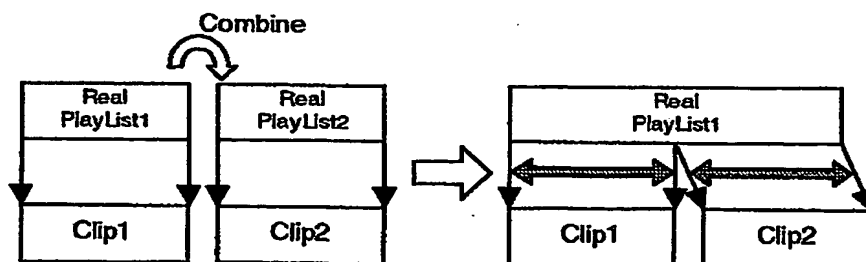 Combine
Real
PlayList1
Real
PlayList2
Real
PlayList1
Clip1
Clip2
Clip1
Clip2